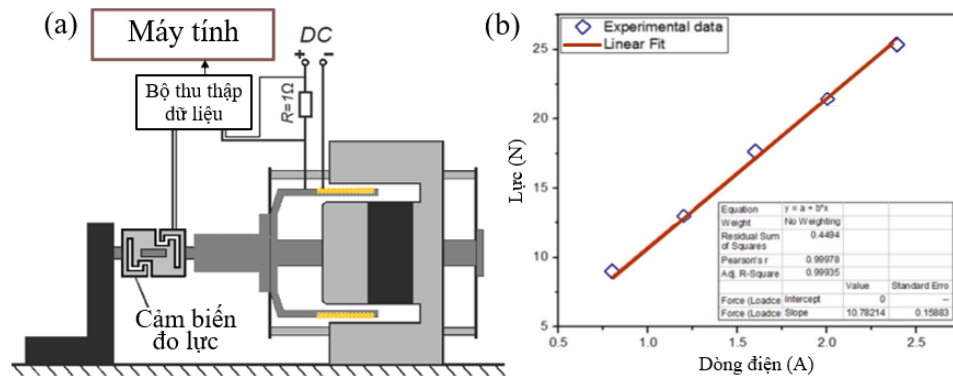 (a)
Máy tính
Bộ thu thập
dữ liệu
DC
+ -
R=1Ω
Cảm biến
đo lực
(b)
Experimental data
Linear Fit
Lực (N)
25
20
15
10
5
0.5 1.0 1.5 2.0 2.5 3.0
Dòng điện (A)
Equation y = a + b*x
Weight No Weighting
Residual Sum
of Squares 0.4494
Pearson's r 0.99978
Adj. R-Square 0.99935
Value Standard Erro
Force (Loadce Intercept 0 --
Force (Loadce Slope 10.78214 0.15883